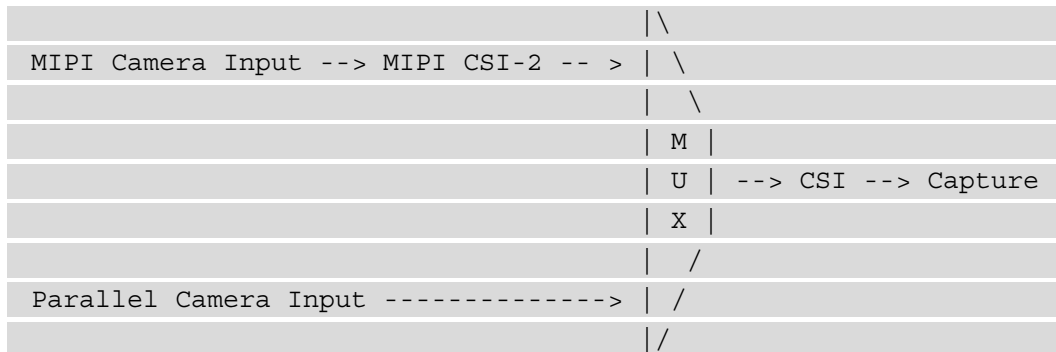 |\
MIPI Camera Input --> MIPI CSI-2 -- > | \
| \
| M |
| U | --> CSI --> Capture
| X |
| /
Parallel Camera Input --------------> | /
|/